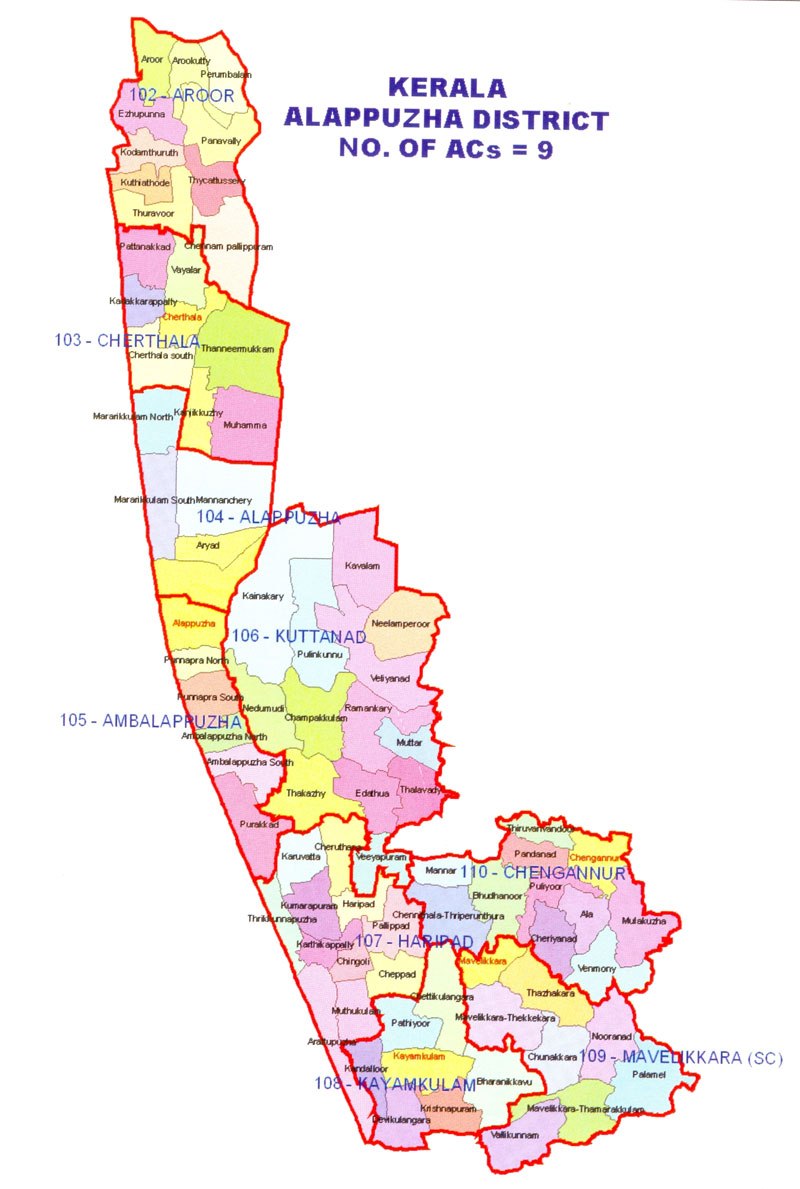 KERALA
ALAPPUZHA DISTRICT
NO. OF ACs = 9
Aroor
Arookutty
Perumbalam
102 - AROOR
Ezhupunna
Panavally
Kodamthuruth
Kuthiathode
Thycattussery
Thuravoor
Pattanakkad
Chennam pallippuram
Vayalar
Kadakkarappally
Cherthala
103 - CHERTHALA
Thanneermukkam
Cherthala south
Mararikkulam North
Kanjikkuzhy
Muhamma
Mararikkulam South
Mannanchery
104 - ALAPPUZHA
Aryad
Kavalam
Kainakary
Alappuzha
Neelamperoor
106 - KUTTANAD
Pulinkunnu
Punnapra North
Veliyanad
Punnapra South
Nedumudi
Ramankary
Champakkulam
105 - AMBALAPPUZHA
Ambalappuzha North
Muttar
Ambalappuzha South
Thakazhy
Edathua
Thalavady
Purakkad
Thiruvanvandoor
Cheruthana
Karuvatta
Veeyapuram
Pandanad
Chengannur
Mannar
110 - CHENGANNUR
Puliyoor
Bhudhanoor
Kumarapuram
Haripad
Thrikkunnapuzha
Chennithala-Thriperunthura
Ala
Mulakuzha
Pallippad
Karthikappally
107 - HARIPAD
Cheriyanad
Chingoli
Mavelikkara
Venmony
Cheppad
Thazhakara
Chettikulangara
Muthukulam
Pathiyoor
Mavelikkara-Thekkekara
Arattupuzha
Nooranad
Kayamkulam
Chunakkara
109 - MAVELIKKARA (SC)
Kandalloor
Palamel
108 - KAYAMKULAM
Bharanikkavu
Krishnapuram
Mavelikkara-Thamarakkulam
Devikulangara
Vallikunnam